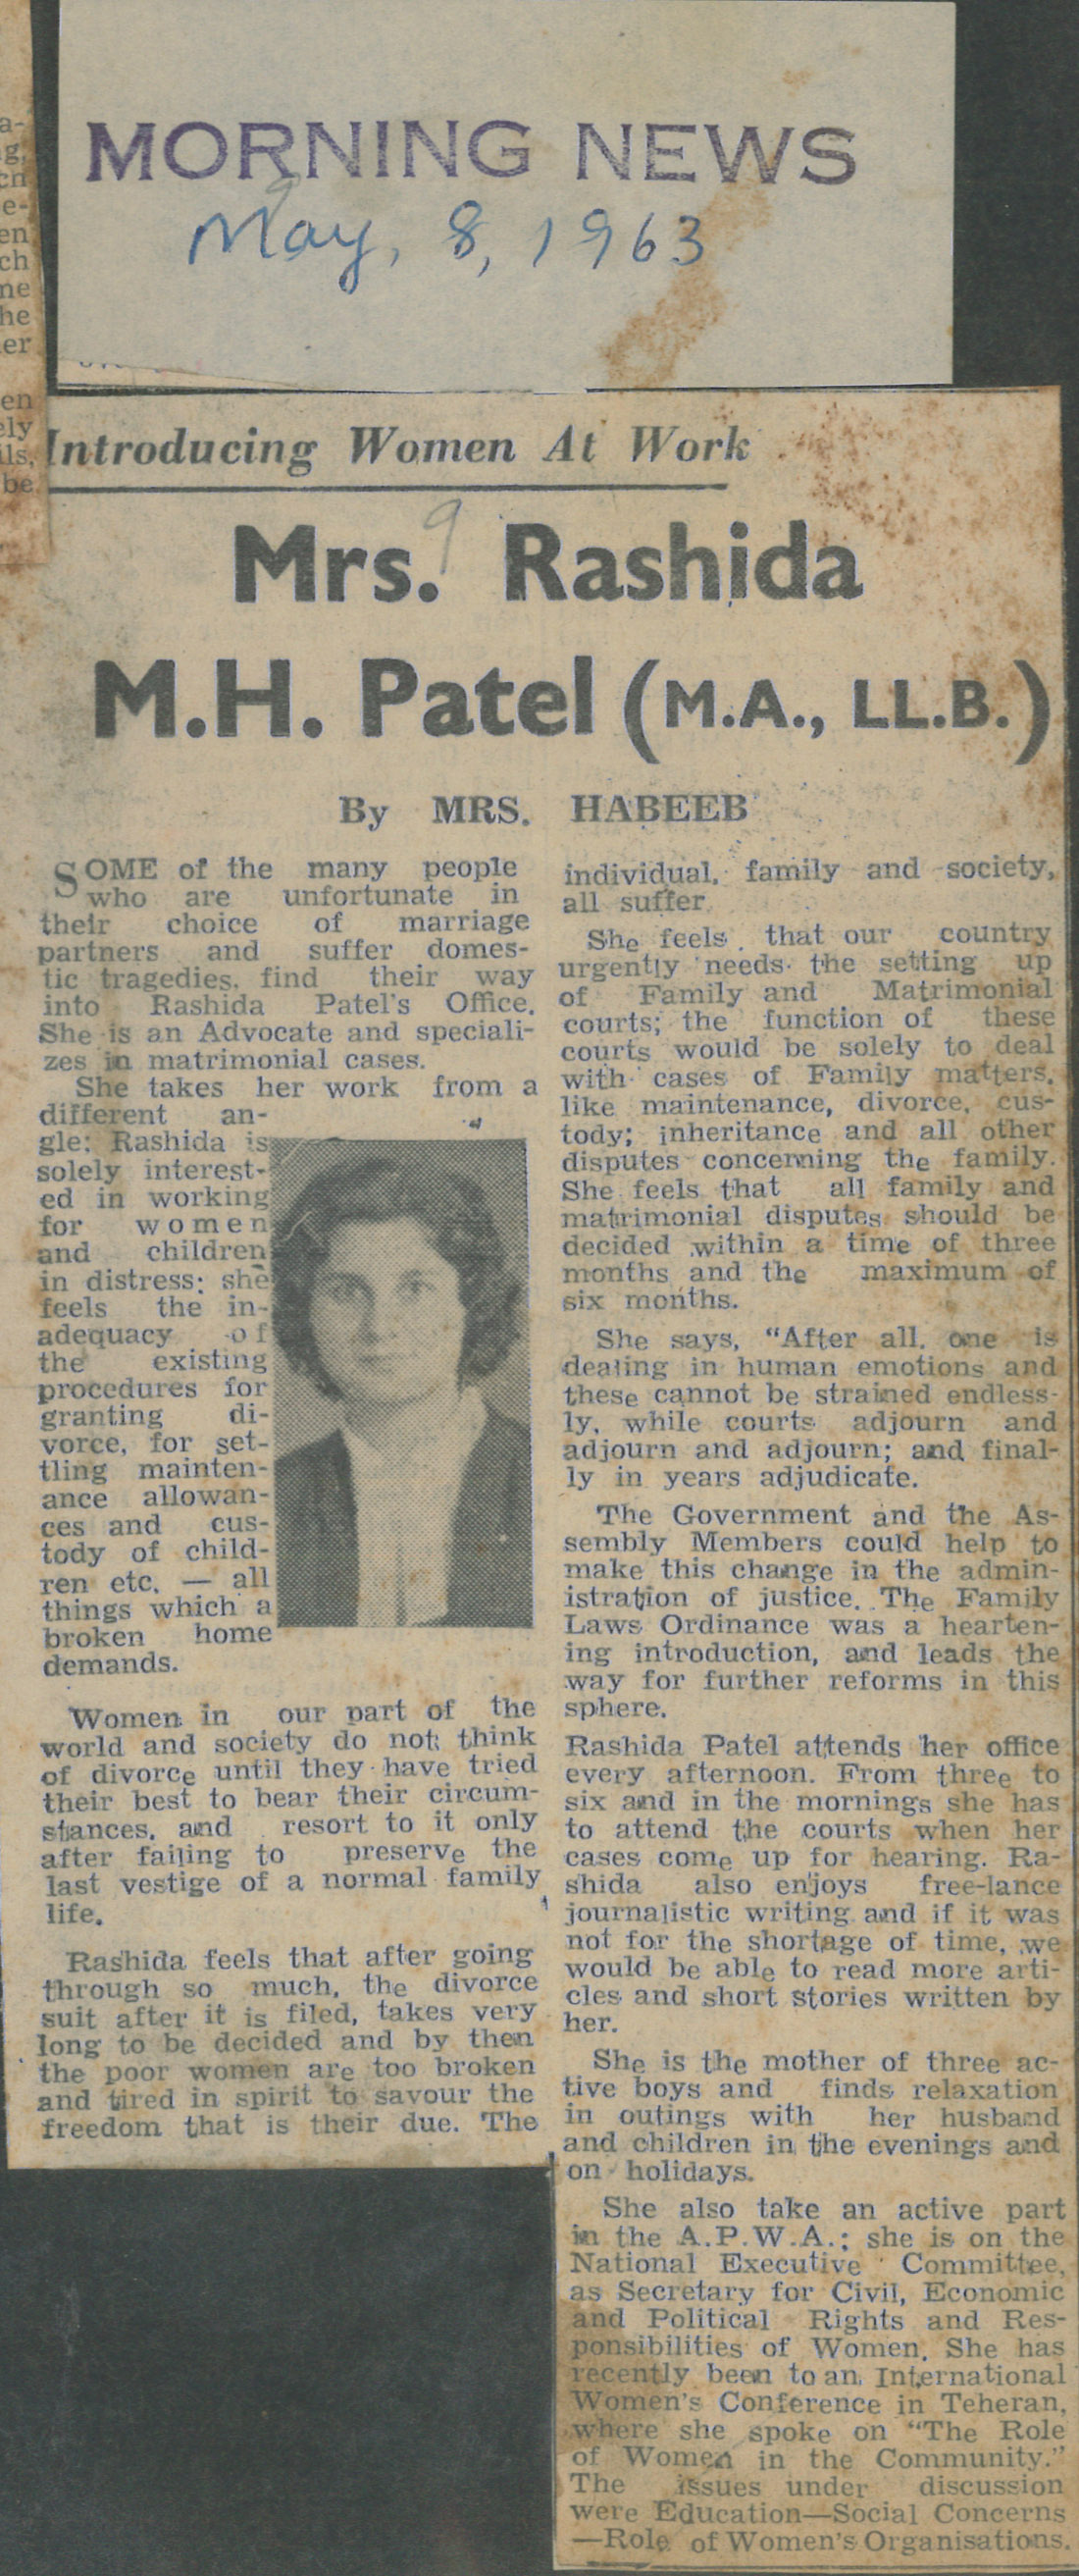 MORNING NEWS
May, 8, 1963
a-
g,
cn
e-
en
ch
me
he
er
en
ely
ils,
be
Introducing Women At Work
9
Mrs. Rashida
M.H. Patel (M.A., LL.B.)
By MRS. HABEEB
SOME of the many people
who are unfortunate in
their choice of marriage
partners and suffer domes-
tic tragedies, find their way
into Rashida Patel's Office.
She is an Advocate and speciali-
zes in matrimonial cases.
She takes her work from a
different an-
gle: Rashida is
solely interest-
ed in working
for women
and children
in distress; she
feels the in-
adequacy of
the existing
procedures for
granting di-
vorce, for set-
tling mainten-
ance allowan-
ces and cus-
tody of child-
ren etc. — all
things which a
broken home
demands.
Women in our part of the
world and society do not think
of divorce until they have tried
their best to bear their circum-
stances, and resort to it only
after failing to preserve the
last vestige of a normal family
life.
Rashida feels that after going
through so much, the divorce
suit after it is filed, takes very
long to be decided and by then
the poor women are too broken
and tired in spirit to savour the
freedom that is their due. The
individual, family and society,
all suffer.
She feels that our country
urgently needs the setting up
of Family and Matrimonial
courts; the function of these
courts would be solely to deal
with cases of Family matters,
like maintenance, divorce, cus-
tody; inheritance and all other
disputes concerning the family.
She feels that all family and
matrimonial disputes should be
decided within a time of three
months and the maximum of
six months.
She says, "After all, one is
dealing in human emotions and
these cannot be strained endless-
ly, while courts adjourn and
adjourn and adjourn; and final-
ly in years adjudicate.
The Government and the As-
sembly Members could help to
make this change in the admin-
istration of justice. The Family
Laws Ordinance was a hearten-
ing introduction, and leads the
way for further reforms in this
sphere.
Rashida Patel attends her office
every afternoon. From three to
six and in the mornings she has
to attend the courts when her
cases come up for hearing. Ra-
shida also enjoys free-lance
journalistic writing and if it was
not for the shortage of time, we
would be able to read more arti-
cles and short stories written by
her.
She is the mother of three ac-
tive boys and finds relaxation
in outings with her husband
and children in the evenings and
on holidays.
She also take an active part
in the A.P.W.A.; she is on the
National Executive Committee,
as Secretary for Civil, Economic
and Political Rights and Res-
ponsibilities of Women. She has
recently been to an International
Women's Conference in Teheran,
where she spoke on "The Role
of Women in the Community."
The issues under discussion
were Education—Social Concerns
—Role of Women's Organisations.